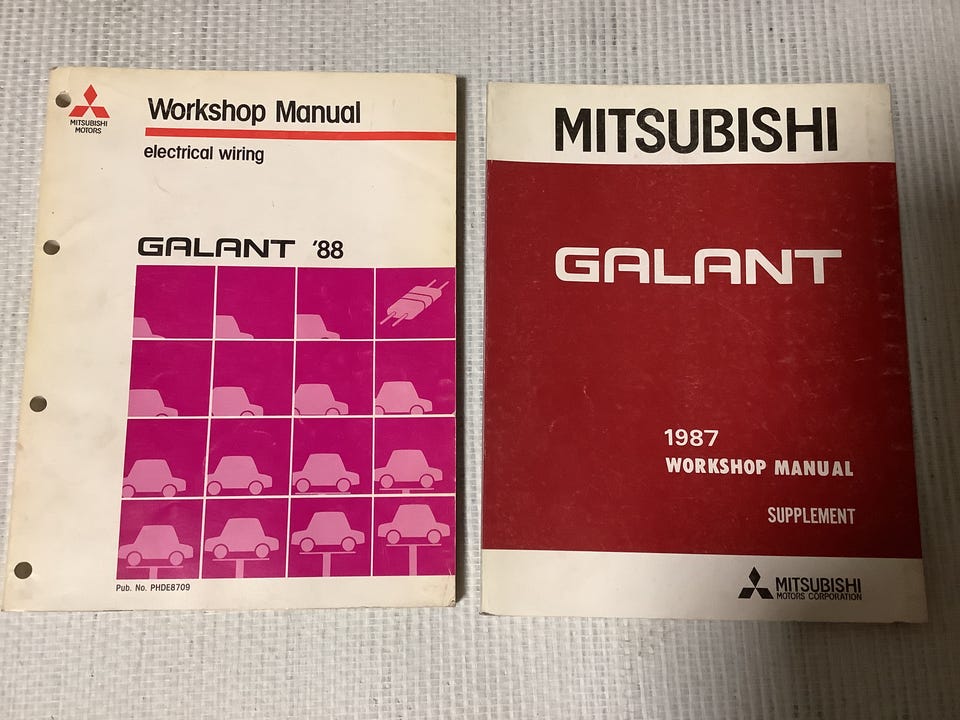 MITSUBISHI
MOTORS
Workshop Manual
electrical wiring
GALANT '88
Pub. No. PHDE8709
MITSUBISHI
GALANT
1987
WORKSHOP MANUAL
SUPPLEMENT
MITSUBISHI
MOTORS CORPORATION